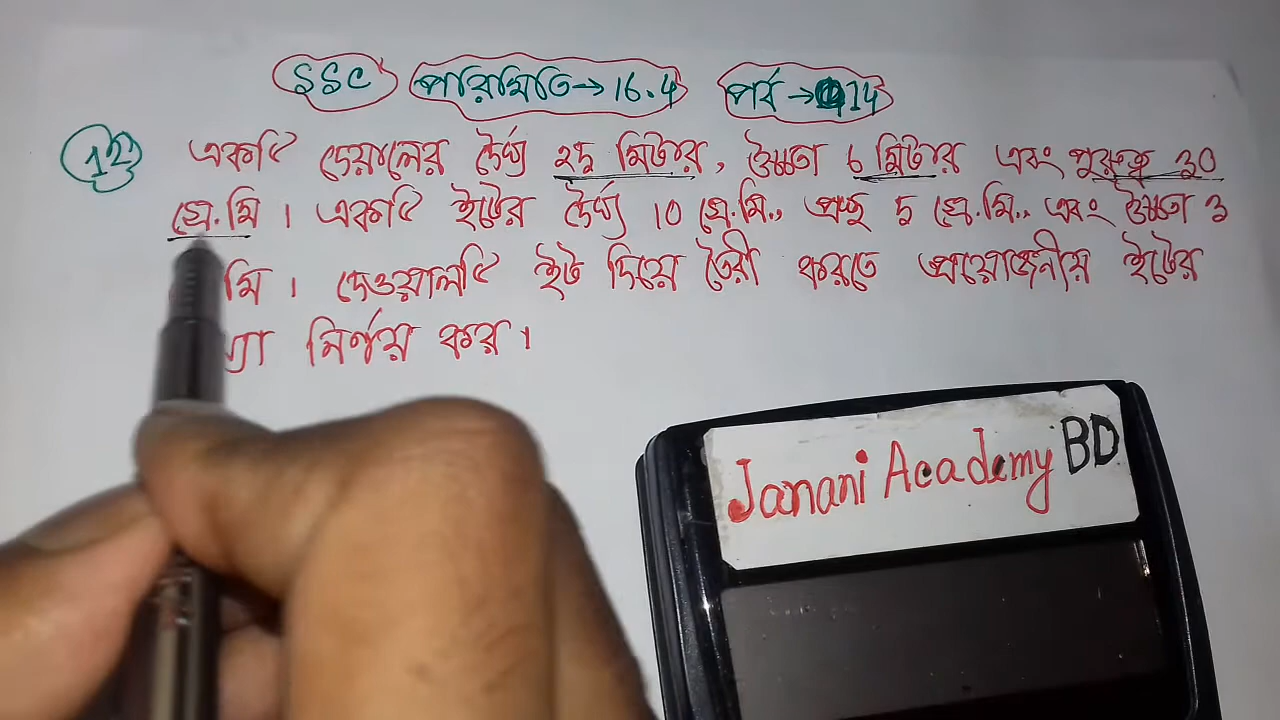 SSC পরিমিতি→16.4 পর্ব→14
12 একটি দেয়ালের দৈর্ঘ্য 25 মিটার, উচ্চতা 6 মিটার এবং পুরুত্ব 30
সে.মি । একটি ইটের দৈর্ঘ্য 10 সে.মি., প্রস্থ 5 সে.মি., এবং উচ্চতা 3
মি । দেওয়ালটি ইট দিয়ে তৈরী করতে প্রয়োজনীয় ইটের
নির্ণয় কর ।
Janani Academy BD